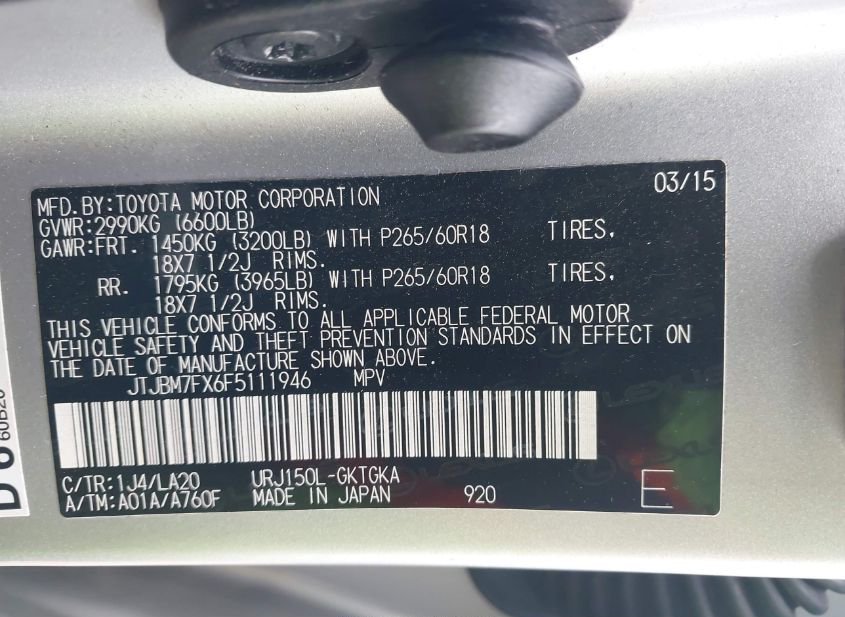 03/15
MFD.BY:TOYOTA MOTOR CORPORATION
GVWR:2990KG (6600LB)
GAWR:FRT. 1450KG (3200LB) WITH P265/60R18 TIRES,
18X7 1/2J RIMS.
RR. 1795KG (3965LB) WITH P265/60R18 TIRES,
18X7 1/2J RIMS.
THIS VEHICLE CONFORMS TO ALL APPLICABLE FEDERAL MOTOR
VEHICLE SAFETY AND THEFT PREVENTION STANDARDS IN EFFECT ON
THE DATE OF MANUFACTURE SHOWN ABOVE.
JTJBM7FX6F5111946 MPV
C/TR:1J4/LA20 URJ150L-GKTGKA
A/TM:A01A/A760F MADE IN JAPAN 920 E
60B20